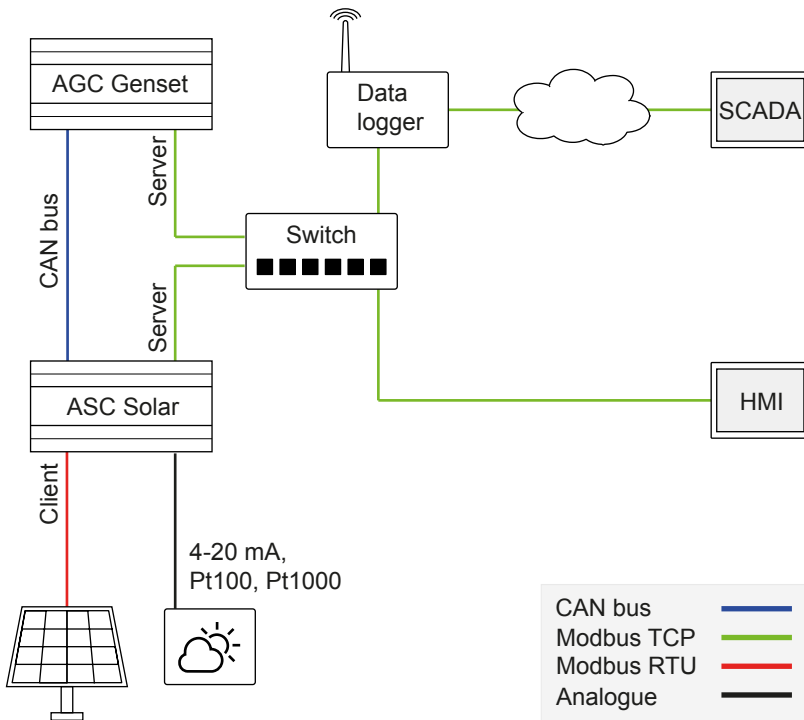 AGC Genset
Data
logger
SCADA
Server
CAN bus
Switch
Server
ASC Solar
HMI
Client
4-20 mA,
Pt100, Pt1000
CAN bus
Modbus TCP
Modbus RTU
Analogue